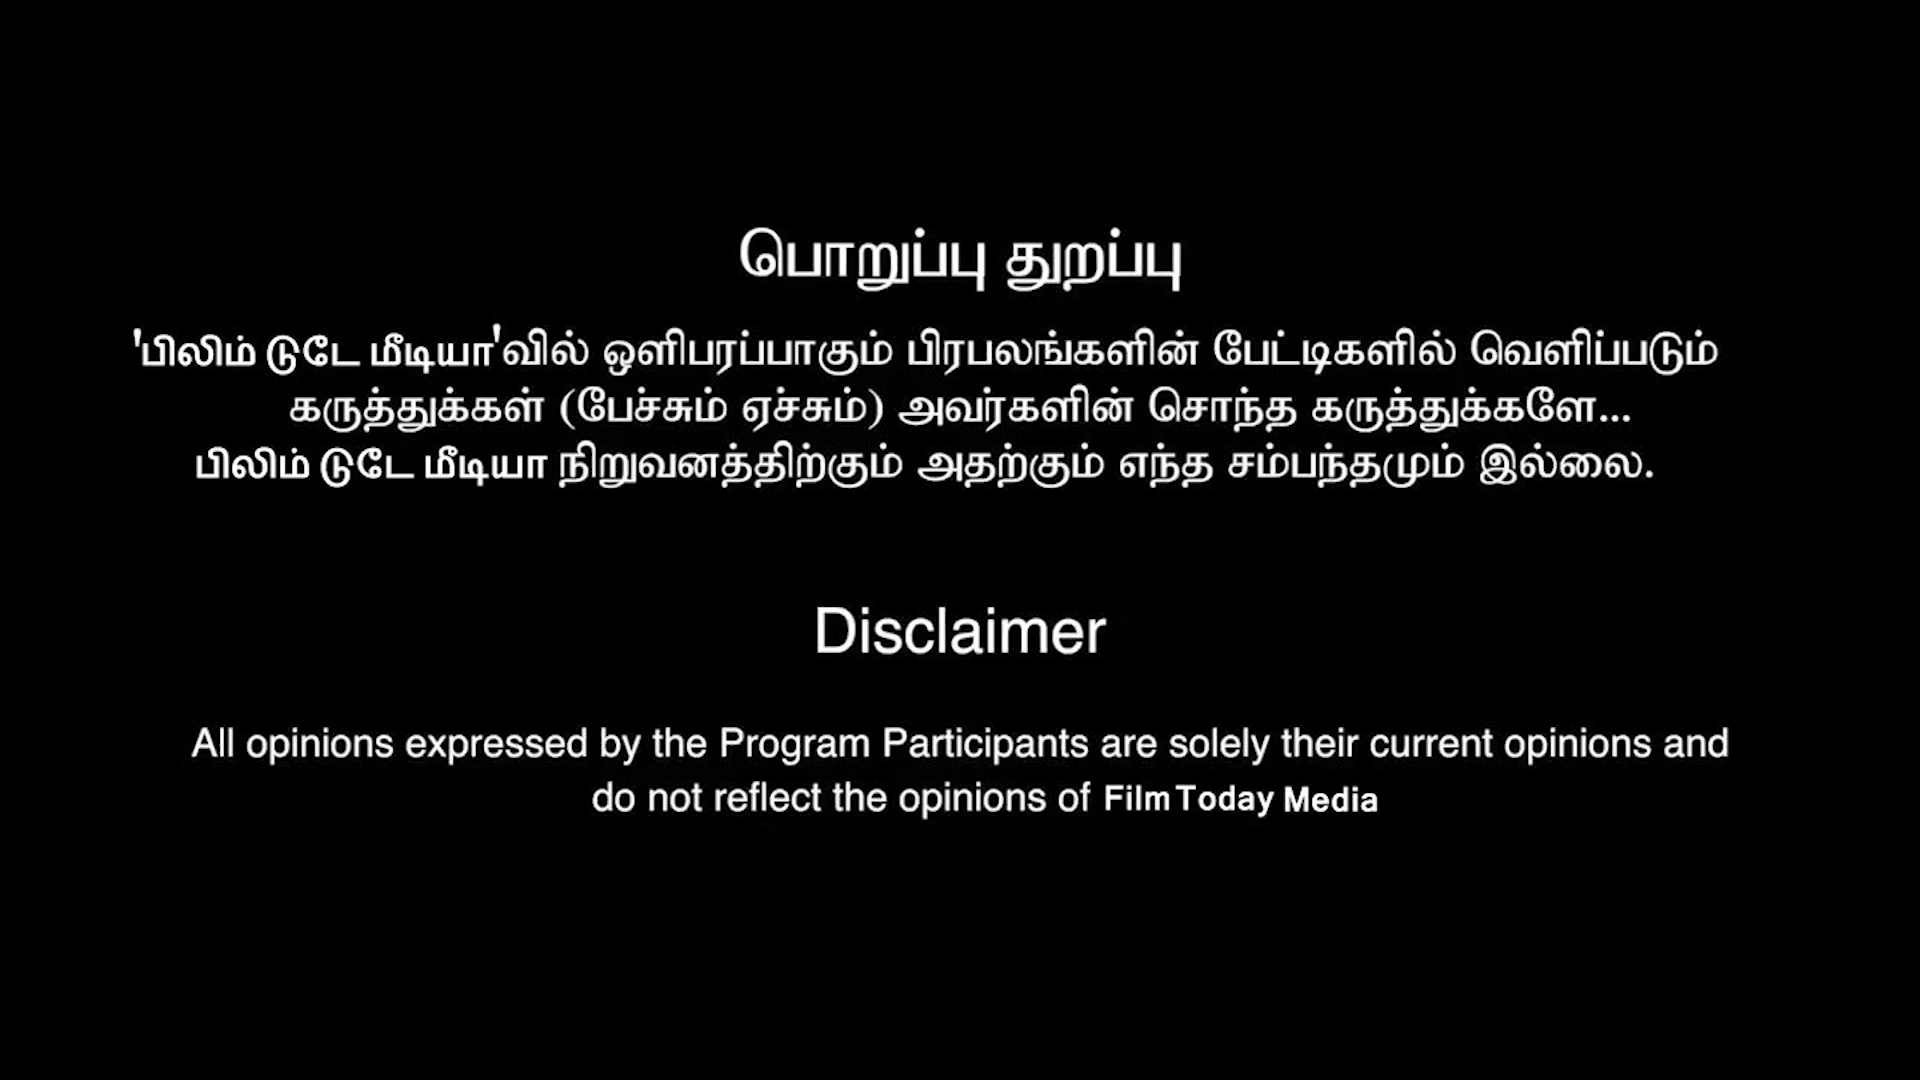 பொறுப்பு துறப்பு
'பிலிம் டுடே மீடியா'வில் ஒளிபரப்பாகும் பிரபலங்களின் பேட்டிகளில் வெளிப்படும்
கருத்துக்கள் (பேச்சும் ஏச்சும்) அவர்களின் சொந்த கருத்துக்களே...
பிலிம் டுடே மீடியா நிறுவனத்திற்கும் அதற்கும் எந்த சம்பந்தமும் இல்லை.
Disclaimer
All opinions expressed by the Program Participants are solely their current opinions and
do not reflect the opinions of Film Today Media